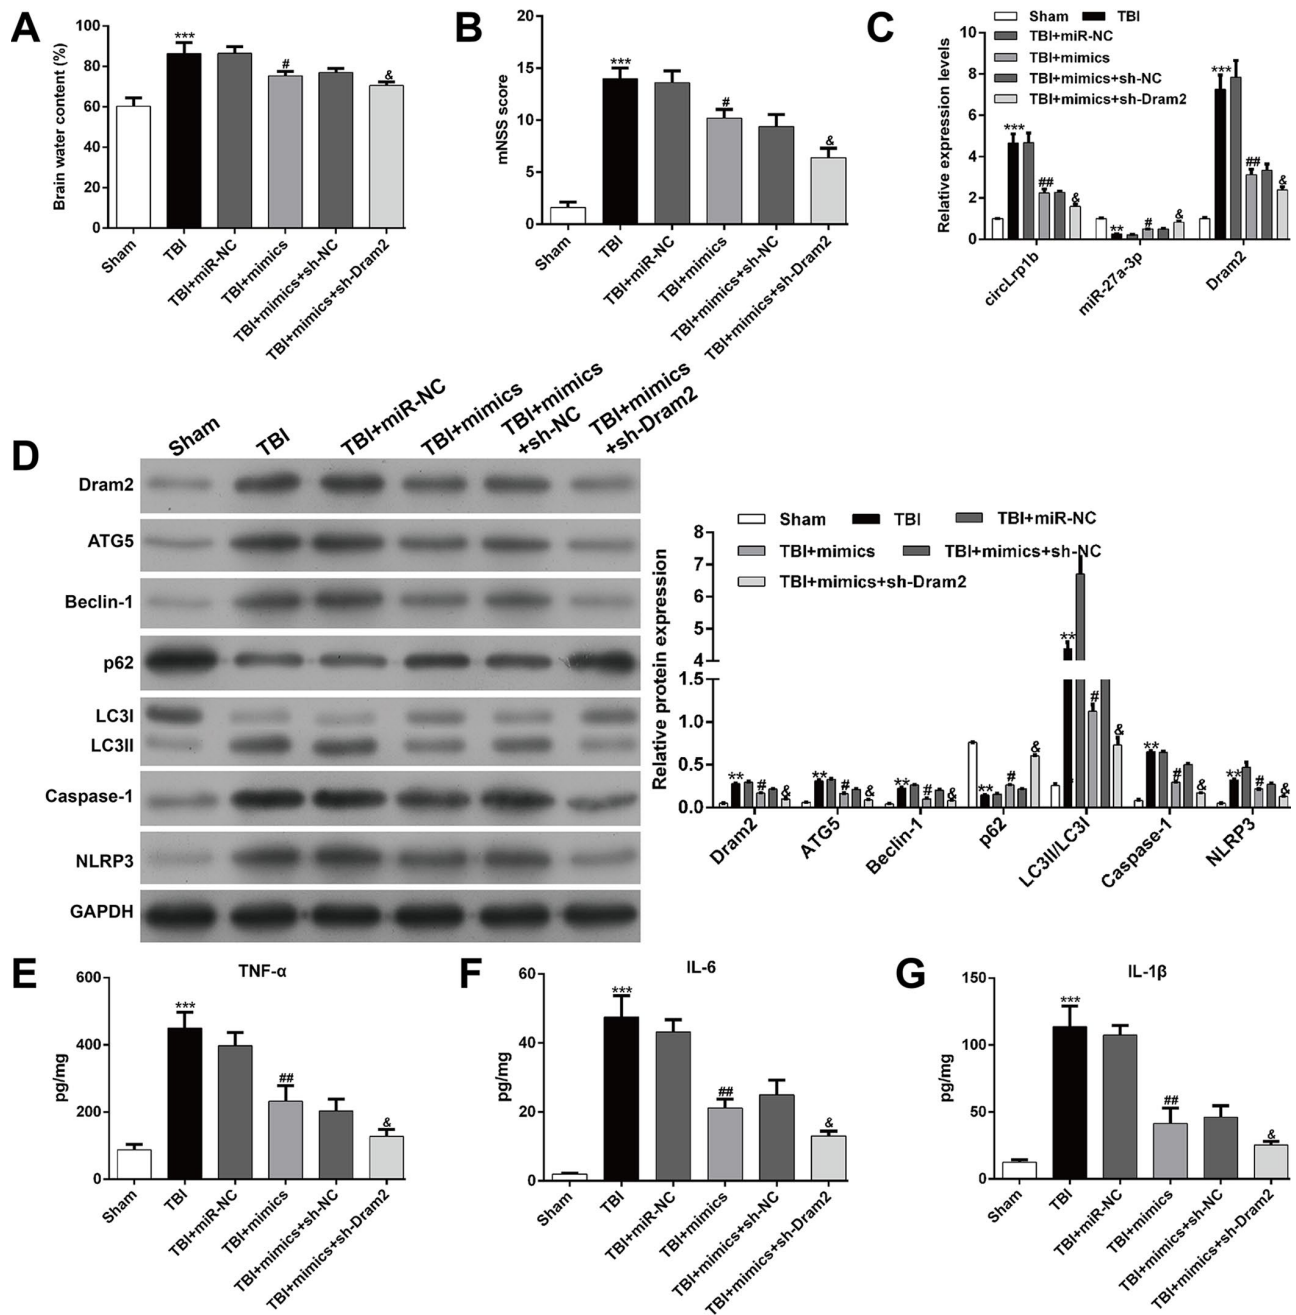 A
Brain water content (%)
100
80
60
40
20
0
***
#
&
Sham
TBI
TBI+miR-NC
TBI+mimics
TBI+mimics+sh-NC
TBI+mimics+sh-Dram2
B
mNSS score
20
15
10
5
0
***
#
&
Sham
TBI
TBI+miR-NC
TBI+mimics
TBI+mimics+sh-NC
TBI+mimics+sh-Dram2
C
Sham TBI
TBI+miR-NC
TBI+mimics
TBI+mimics+sh-NC
TBI+mimics+sh-Dram2
Relative expression levels
10
8
6
4
2
0
*** ## &
** # &
*** ## &
circLrp1b
miR-27a-3p
Dram2
D
Sham
TBI
TBI+miR-NC
TBI+mimics
TBI+mimics
+sh-NC
TBI+mimics
+sh-Dram2
Dram2
ATG5
Beclin-1
p62
LC3I
LC3II
Caspase-1
NLRP3
GAPDH
Sham TBI TBI+miR-NC
TBI+mimics TBI+mimics+sh-NC
TBI+mimics+sh-Dram2
Relative protein expression
8
7
6
5
4
1.5
1.0
0.5
0.0
** # &
** # &
** # &
** # &
** # &
** # &
** # &
Dram2
ATG5
Beclin-1
p62
LC3II/LC3I
Caspase-1
NLRP3
E
TNF-α
pg/mg
600
400
200
0
***
##
&
Sham
TBI
TBI+miR-NC
TBI+mimics
TBI+mimics+sh-NC
TBI+mimics+sh-Dram2
F
IL-6
pg/mg
60
40
20
0
***
##
&
Sham
TBI
TBI+miR-NC
TBI+mimics
TBI+mimics+sh-NC
TBI+mimics+sh-Dram2
G
IL-1β
pg/mg
150
100
50
0
***
##
&
Sham
TBI
TBI+miR-NC
TBI+mimics
TBI+mimics+sh-NC
TBI+mimics+sh-Dram2